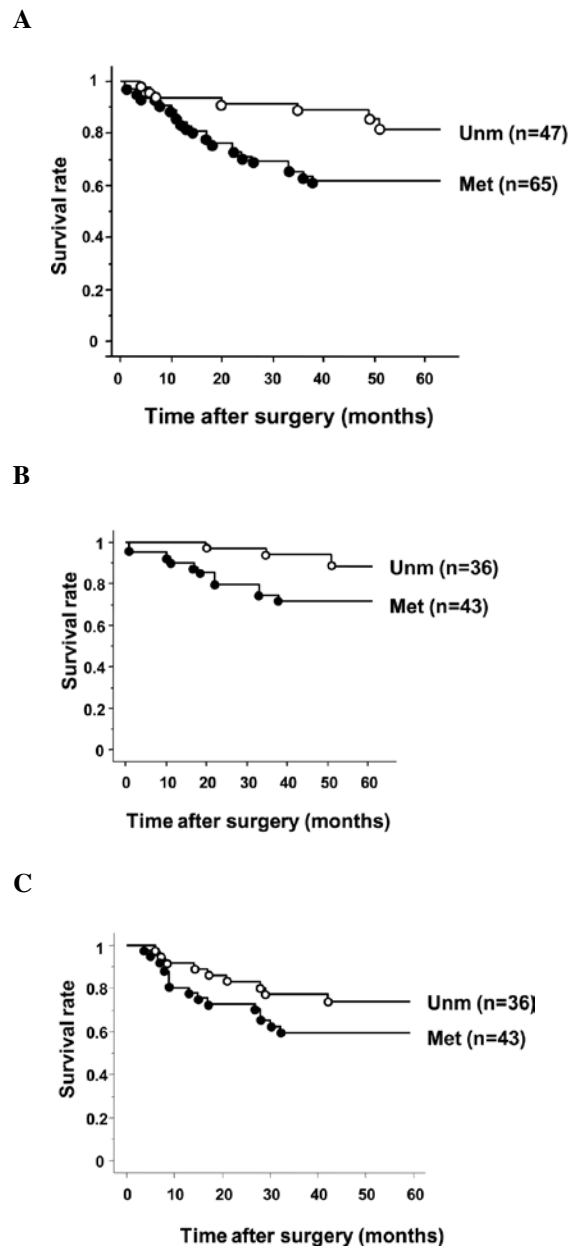 A
1
0.8
0.6
0.4
0.2
0
Survival rate
Unm (n=47)
Met (n=65)
0 10 20 30 40 50 60
Time after surgery (months)
B
1
0.8
0.6
0.4
0.2
0
Survival rate
Unm (n=36)
Met (n=43)
0 10 20 30 40 50 60
Time after surgery (months)
C
1
0.8
0.6
0.4
0.2
0
Survival rate
Unm (n=36)
Met (n=43)
0 10 20 30 40 50 60
Time after surgery (months)